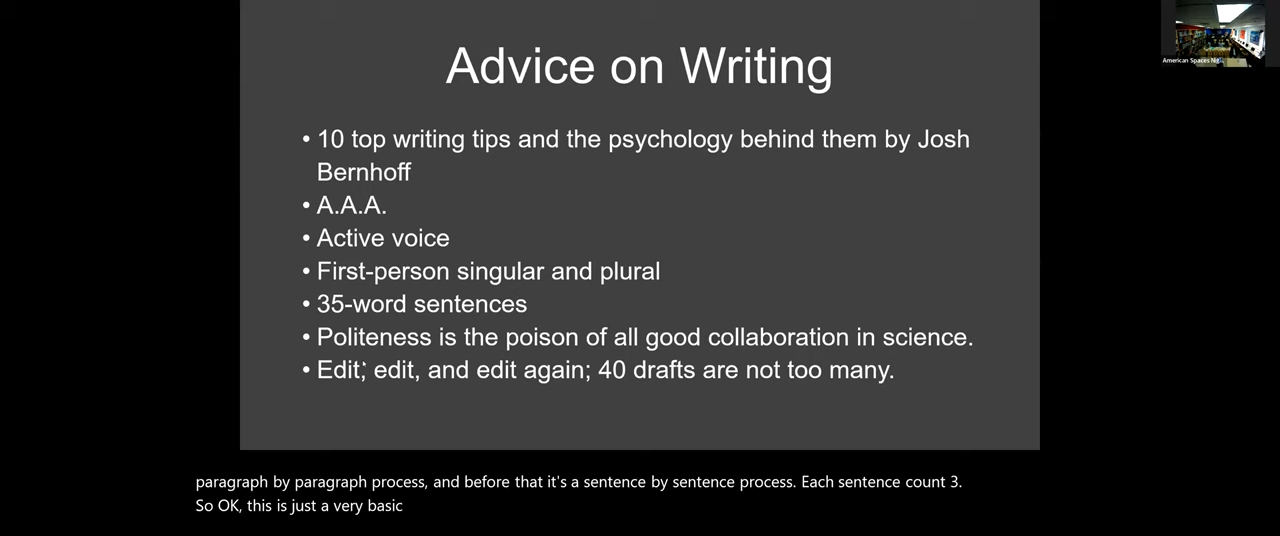 Advice on Writing
American Spaces
• 10 top writing tips and the psychology behind them by Josh
Bernhoff
• A.A.A.
• Active voice
• First-person singular and plural
• 35-word sentences
• Politeness is the poison of all good collaboration in science.
• Edit, edit, and edit again; 40 drafts are not too many.
paragraph by paragraph process, and before that it's a sentence by sentence process. Each sentence count 3.
So OK, this is just a very basic